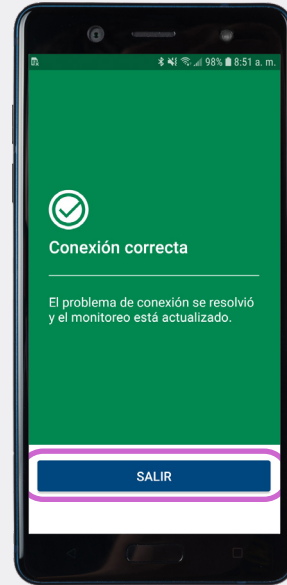 98% 8:51 a. m.
Conexión correcta
El problema de conexión se resolvió
y el monitoreo está actualizado.
SALIR